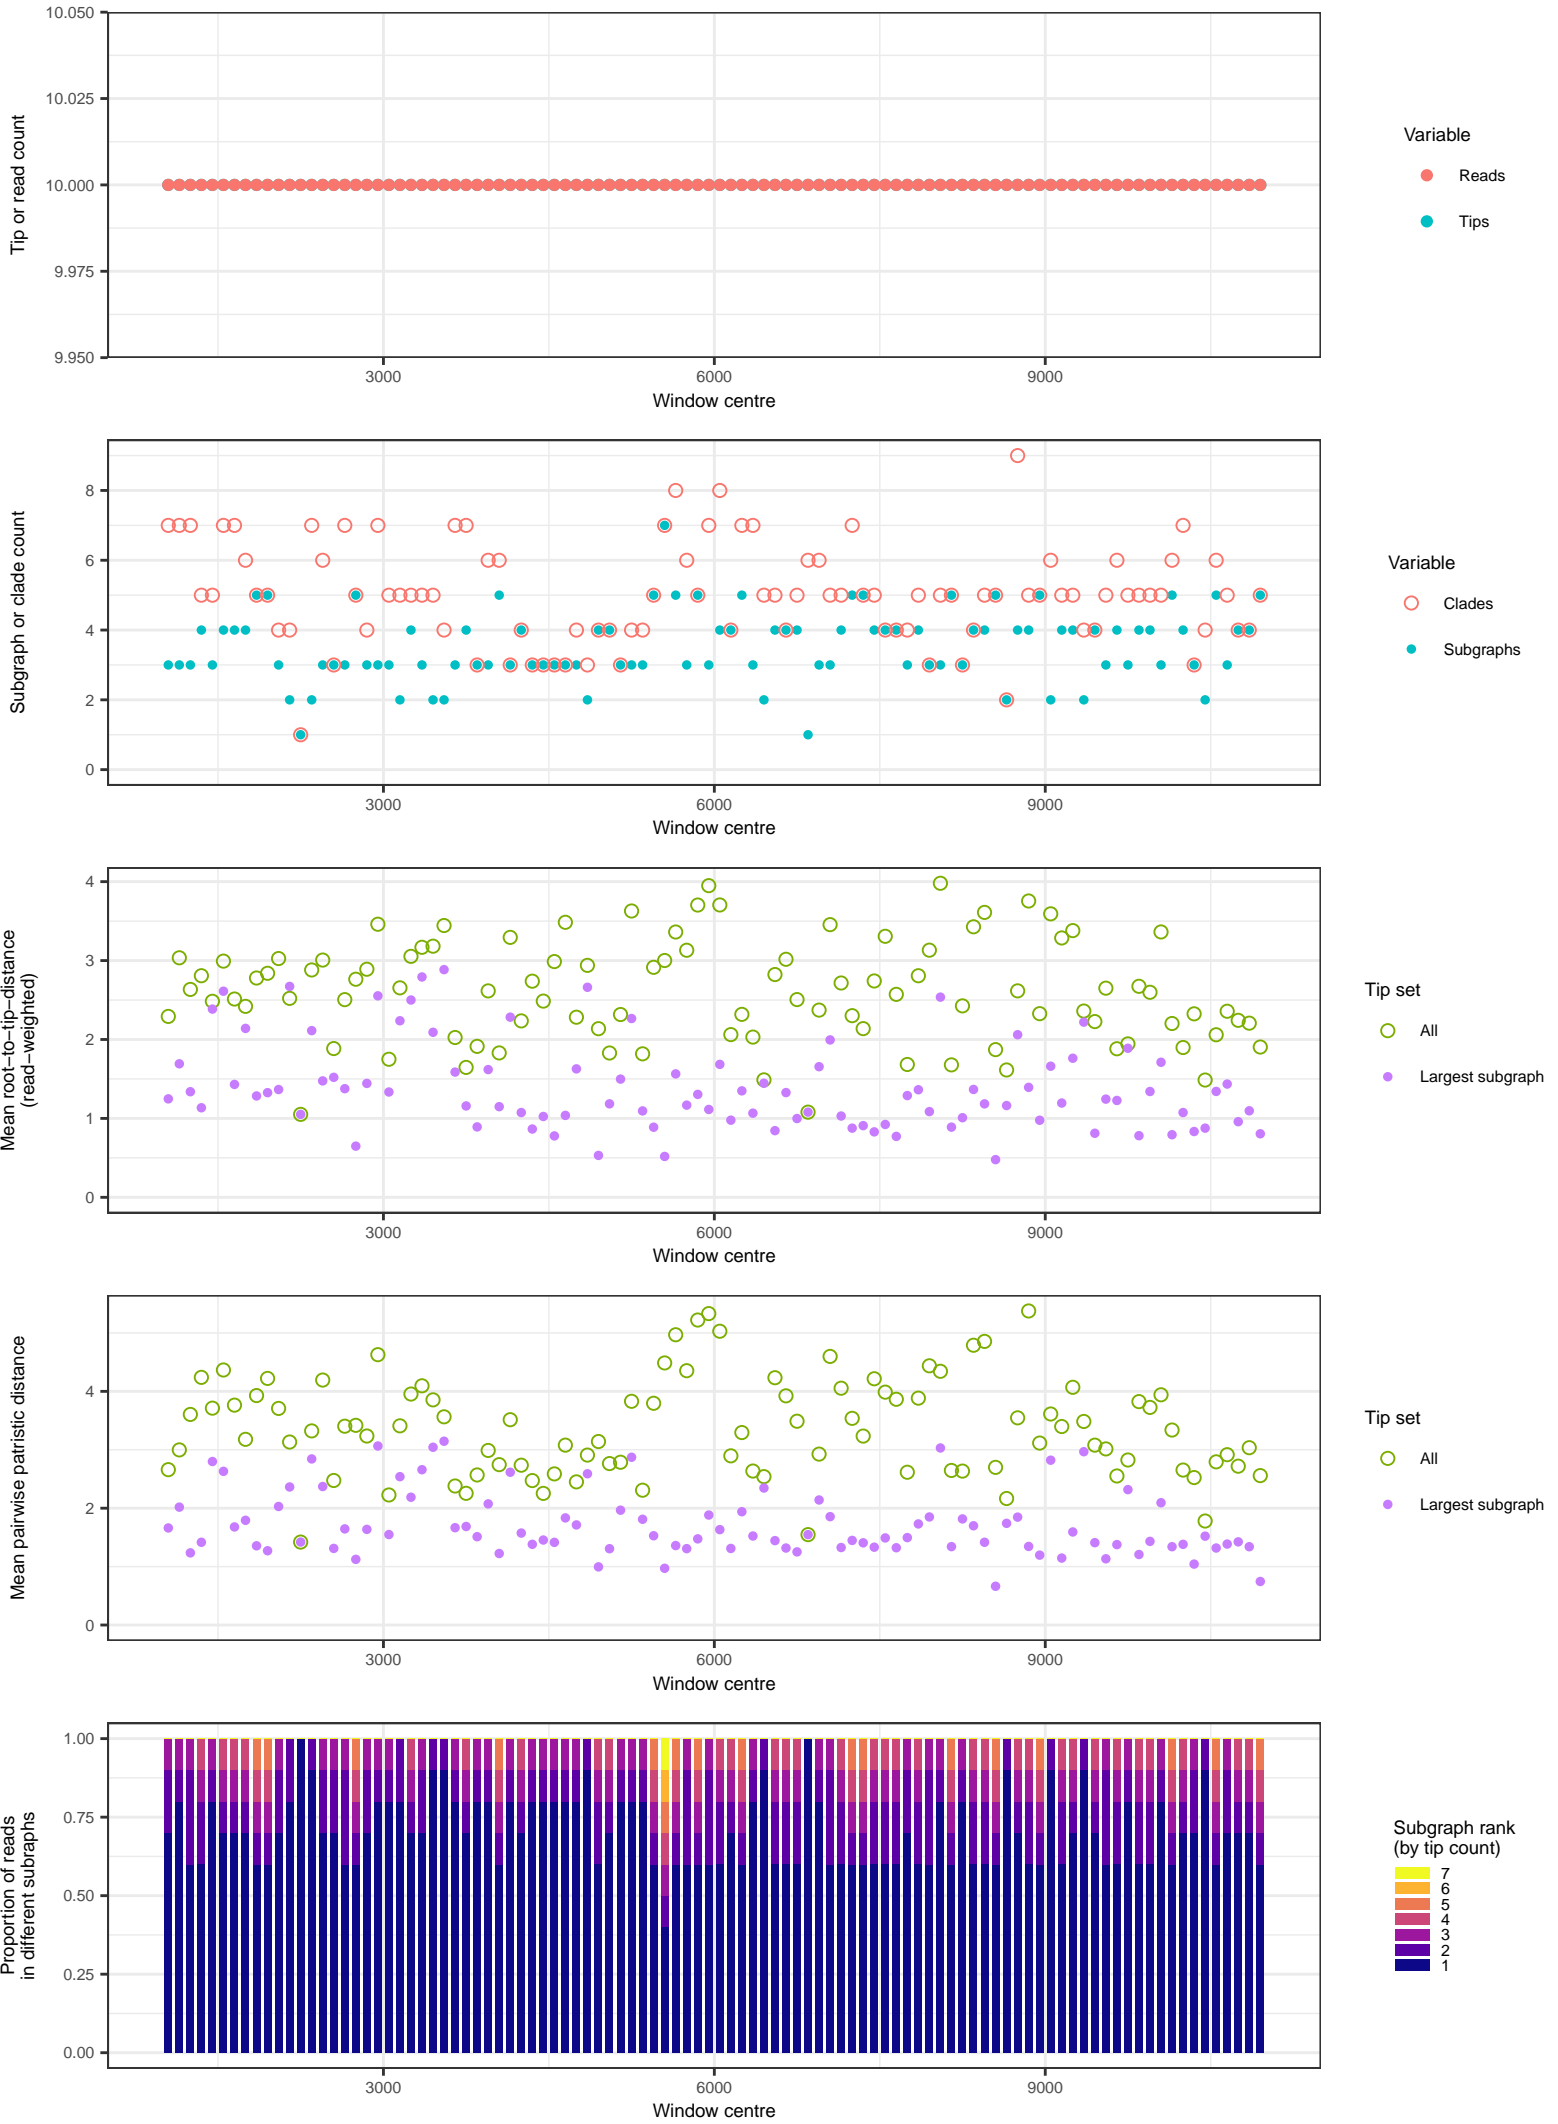 10.050
10.025
10.000
9.975
9.950
Tip or read count
3000 6000 9000
Window centre
Variable
Reads
Tips
8
6
4
2
0
Subgraph or clade count
3000 6000 9000
Window centre
Variable
Clades
Subgraphs
4
3
2
1
0
Mean root−to−tip−distance
(read−weighted)
3000 6000 9000
Window centre
Tip set
All
Largest subgraph
4
2
0
Mean pairwise patristic distance
3000 6000 9000
Window centre
Tip set
All
Largest subgraph
1.00
0.75
0.50
0.25
0.00
Proportion of reads
in different subraphs
3000 6000 9000
Window centre
Subgraph rank
(by tip count)
7
6
5
4
3
2
1